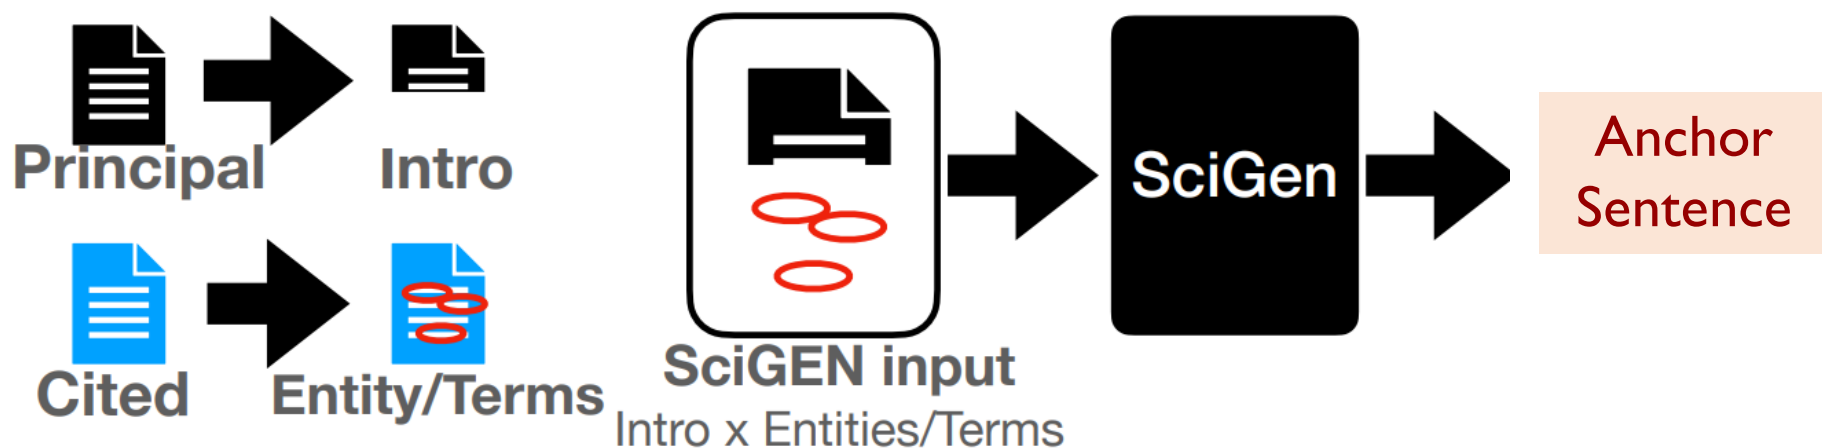 Principal
Intro
Cited
Entity/Terms
SciGEN input
Intro x Entities/Terms
SciGen
Anchor
Sentence